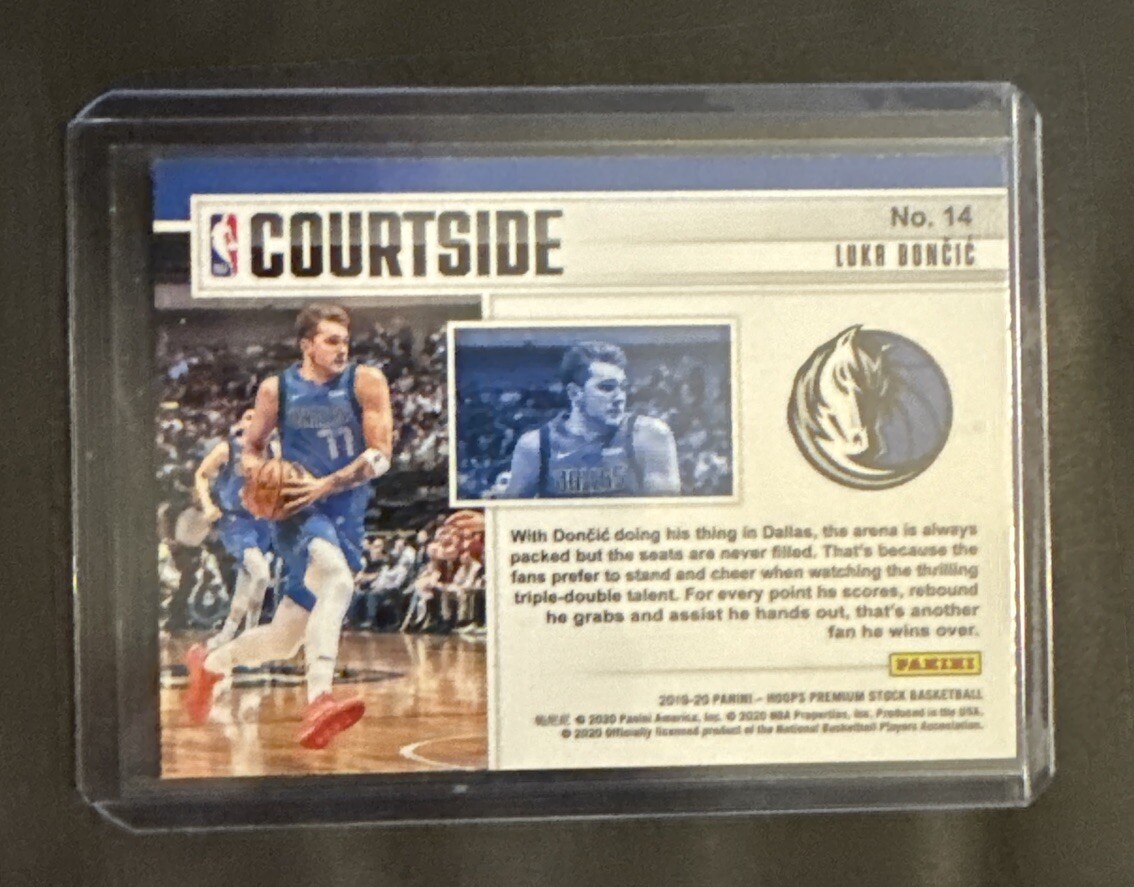 COURTSIDE
No. 14
LUKA DONČIĆ
77
With Dončić doing his thing in Dallas, the arena is always
packed but the seats are never filled. That's because the
fans prefer to stand and cheer when watching the thrilling
triple-double talent. For every point he scores, rebound
he grabs and assist he hands out, that's another
fan he wins over.
PANINI
2019-20 PANINI – HOOPS PREMIUM STOCK BASKETBALL
© 2020 Panini America, Inc. © 2020 NBA Properties, Inc. Produced in the USA.
© 2020 Officially licensed product of the National Basketball Players Association.